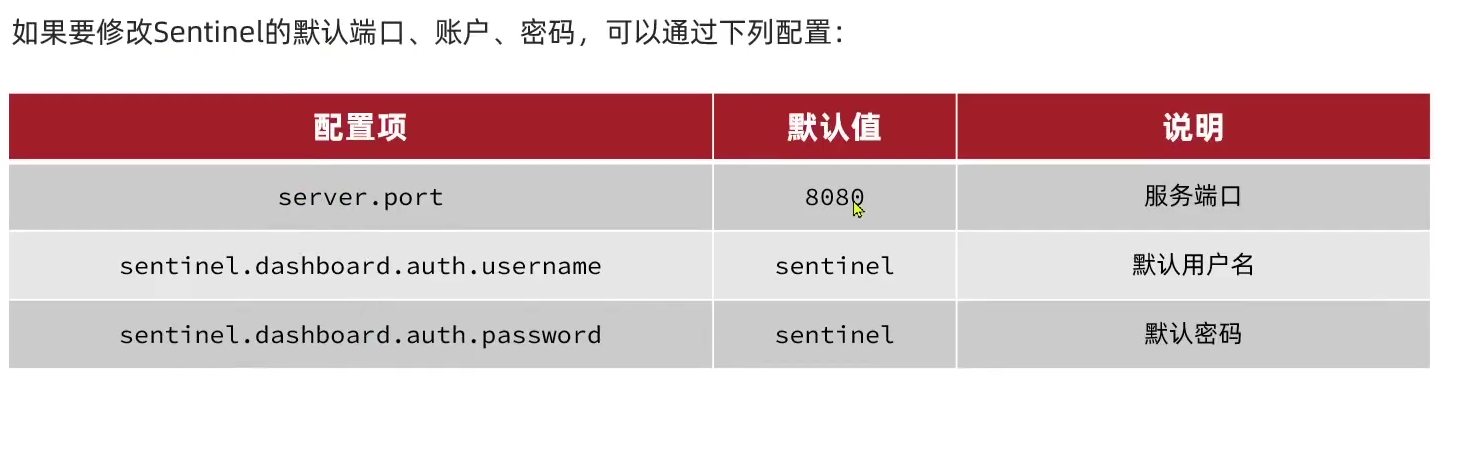 如果要修改Sentinel的默认端口、账户、密码，可以通过下列配置：
配置项 默认值 说明
server.port 8080 服务端口
sentinel.dashboard.auth.username sentinel 默认用户名
sentinel.dashboard.auth.password sentinel 默认密码